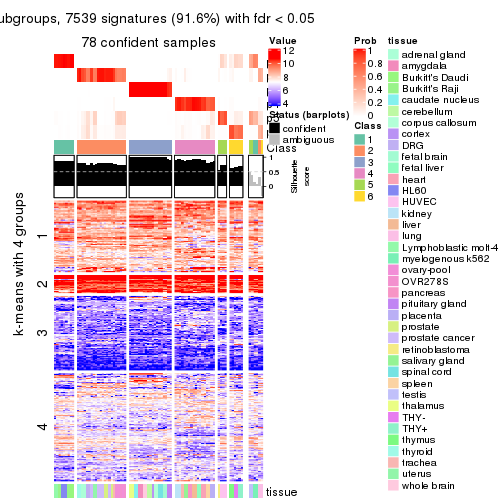 ubgroups, 7539 signatures (91.6%) with fdr < 0.05
78 confident samples
k-means with 4 groups
1
2
3
4
Class
1
0.5
0
Silhouette
score
tissue
Value
12
10
8
6
4
Status (barplots)
confident
ambiguous
Prob
1
0.8
0.6
0.4
0.2
0
Class
1
2
3
4
5
6
tissue
adrenal gland
amygdala
Burkitt's Daudi
Burkitt's Raji
caudate nucleus
cerebellum
corpus callosum
cortex
DRG
fetal brain
fetal liver
heart
HL60
HUVEC
kidney
liver
lung
Lymphoblastic molt-4
myelogenous k562
ovary-pool
OVR278S
pancreas
pituitary gland
placenta
prostate
prostate cancer
retinoblastoma
salivary gland
spinal cord
spleen
testis
thalamus
THY-
THY+
thymus
thyroid
trachea
uterus
whole brain